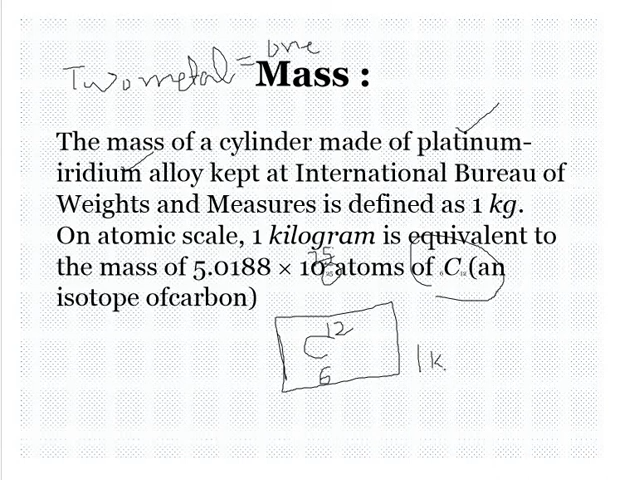 Two metal = one
Mass :
The mass of a cylinder made of platinum-
iridium alloy kept at International Bureau of
Weights and Measures is defined as 1 kg.
On atomic scale, 1 kilogram is equivalent to
the mass of 5.0188 × 10 25 atoms of C (an
isotope ofcarbon)
C 12
6
1 k.